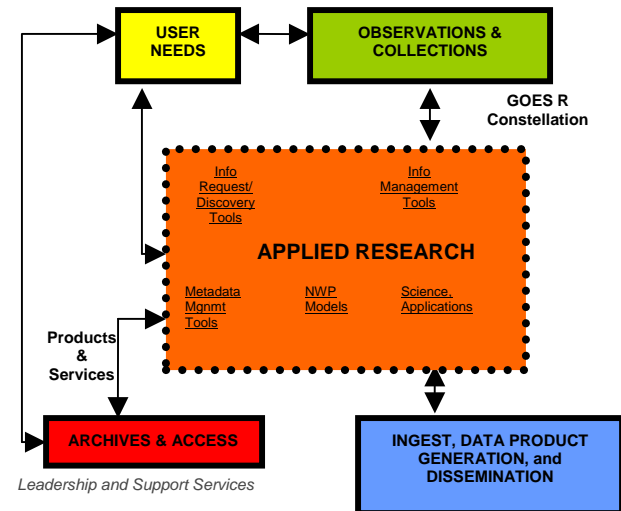 USER
NEEDS
OBSERVATIONS &
COLLECTIONS
GOES R
Constellation
Info
Request/
Discovery
Tools
Info
Management
Tools
APPLIED RESEARCH
Metadata
Mgnmt
Tools
NWP
Models
Science,
Applications
Products
&
Services
ARCHIVES & ACCESS
INGEST, DATA PRODUCT
GENERATION, and
DISSEMINATION
Leadership and Support Services